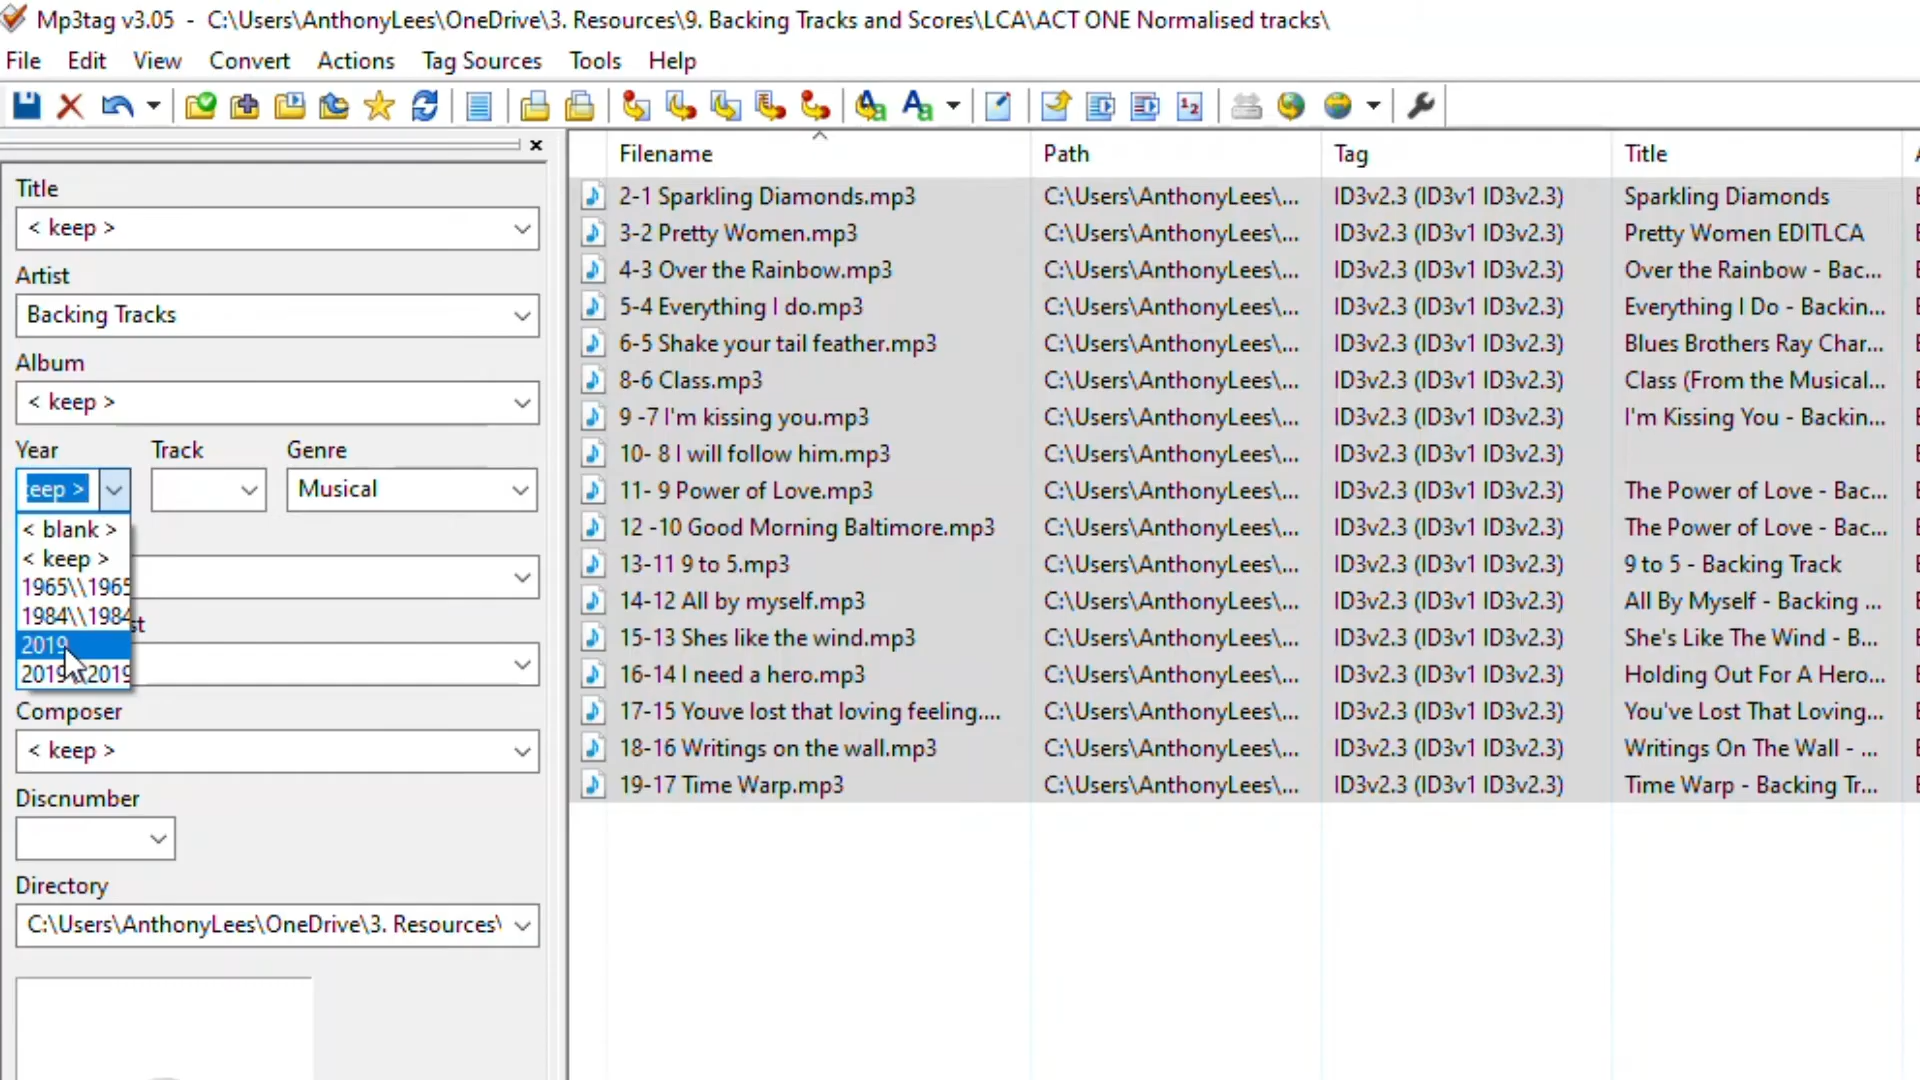 Mp3tag v3.05 - C:\Users\AnthonyLees\OneDrive\3. Resources\9. Backing Tracks and Scores\LCA\ACT ONE Normalised tracks\
File Edit View Convert Actions Tag Sources Tools Help
Title
< keep >
Artist
Backing Tracks
Album
< keep >
Year Track Genre
keep > Musical
< blank >
< keep >
1965\\1965
1984\\1984
2019
2019 2019
Composer
< keep >
Discnumber
Directory
C:\Users\AnthonyLees\OneDrive\3. Resources\
Filename Path Tag Title
2-1 Sparkling Diamonds.mp3 C:\Users\AnthonyLees\... ID3v2.3 (ID3v1 ID3v2.3) Sparkling Diamonds
3-2 Pretty Women.mp3 C:\Users\AnthonyLees\... ID3v2.3 (ID3v1 ID3v2.3) Pretty Women EDITLCA
4-3 Over the Rainbow.mp3 C:\Users\AnthonyLees\... ID3v2.3 (ID3v1 ID3v2.3) Over the Rainbow - Bac...
5-4 Everything I do.mp3 C:\Users\AnthonyLees\... ID3v2.3 (ID3v1 ID3v2.3) Everything I Do - Backin...
6-5 Shake your tail feather.mp3 C:\Users\AnthonyLees\... ID3v2.3 (ID3v1 ID3v2.3) Blues Brothers Ray Char...
8-6 Class.mp3 C:\Users\AnthonyLees\... ID3v2.3 (ID3v1 ID3v2.3) Class (From the Musical...
9 -7 I'm kissing you.mp3 C:\Users\AnthonyLees\... ID3v2.3 (ID3v1 ID3v2.3) I'm Kissing You - Backin...
10- 8 I will follow him.mp3 C:\Users\AnthonyLees\... ID3v2.3 (ID3v1 ID3v2.3)
11- 9 Power of Love.mp3 C:\Users\AnthonyLees\... ID3v2.3 (ID3v1 ID3v2.3) The Power of Love - Bac...
12 -10 Good Morning Baltimore.mp3 C:\Users\AnthonyLees\... ID3v2.3 (ID3v1 ID3v2.3) The Power of Love - Bac...
13-11 9 to 5.mp3 C:\Users\AnthonyLees\... ID3v2.3 (ID3v1 ID3v2.3) 9 to 5 - Backing Track
14-12 All by myself.mp3 C:\Users\AnthonyLees\... ID3v2.3 (ID3v1 ID3v2.3) All By Myself - Backing ...
15-13 Shes like the wind.mp3 C:\Users\AnthonyLees\... ID3v2.3 (ID3v1 ID3v2.3) She's Like The Wind - B...
16-14 I need a hero.mp3 C:\Users\AnthonyLees\... ID3v2.3 (ID3v1 ID3v2.3) Holding Out For A Hero...
17-15 Youve lost that loving feeling.... C:\Users\AnthonyLees\... ID3v2.3 (ID3v1 ID3v2.3) You've Lost That Loving...
18-16 Writings on the wall.mp3 C:\Users\AnthonyLees\... ID3v2.3 (ID3v1 ID3v2.3) Writings On The Wall - ...
19-17 Time Warp.mp3 C:\Users\AnthonyLees\... ID3v2.3 (ID3v1 ID3v2.3) Time Warp - Backing Tr...